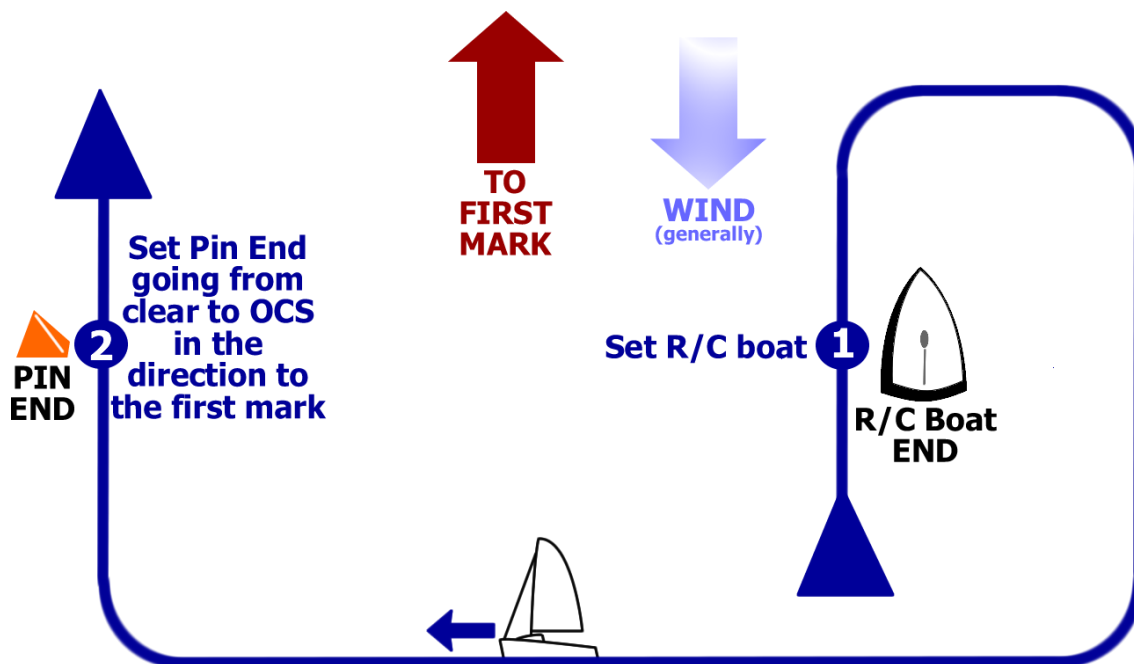 TO
FIRST
MARK
WIND
(generally)
Set Pin End
going from
clear to OCS
in the
direction to
the first mark
2
PIN
END
Set R/C boat
1
R/C Boat
END